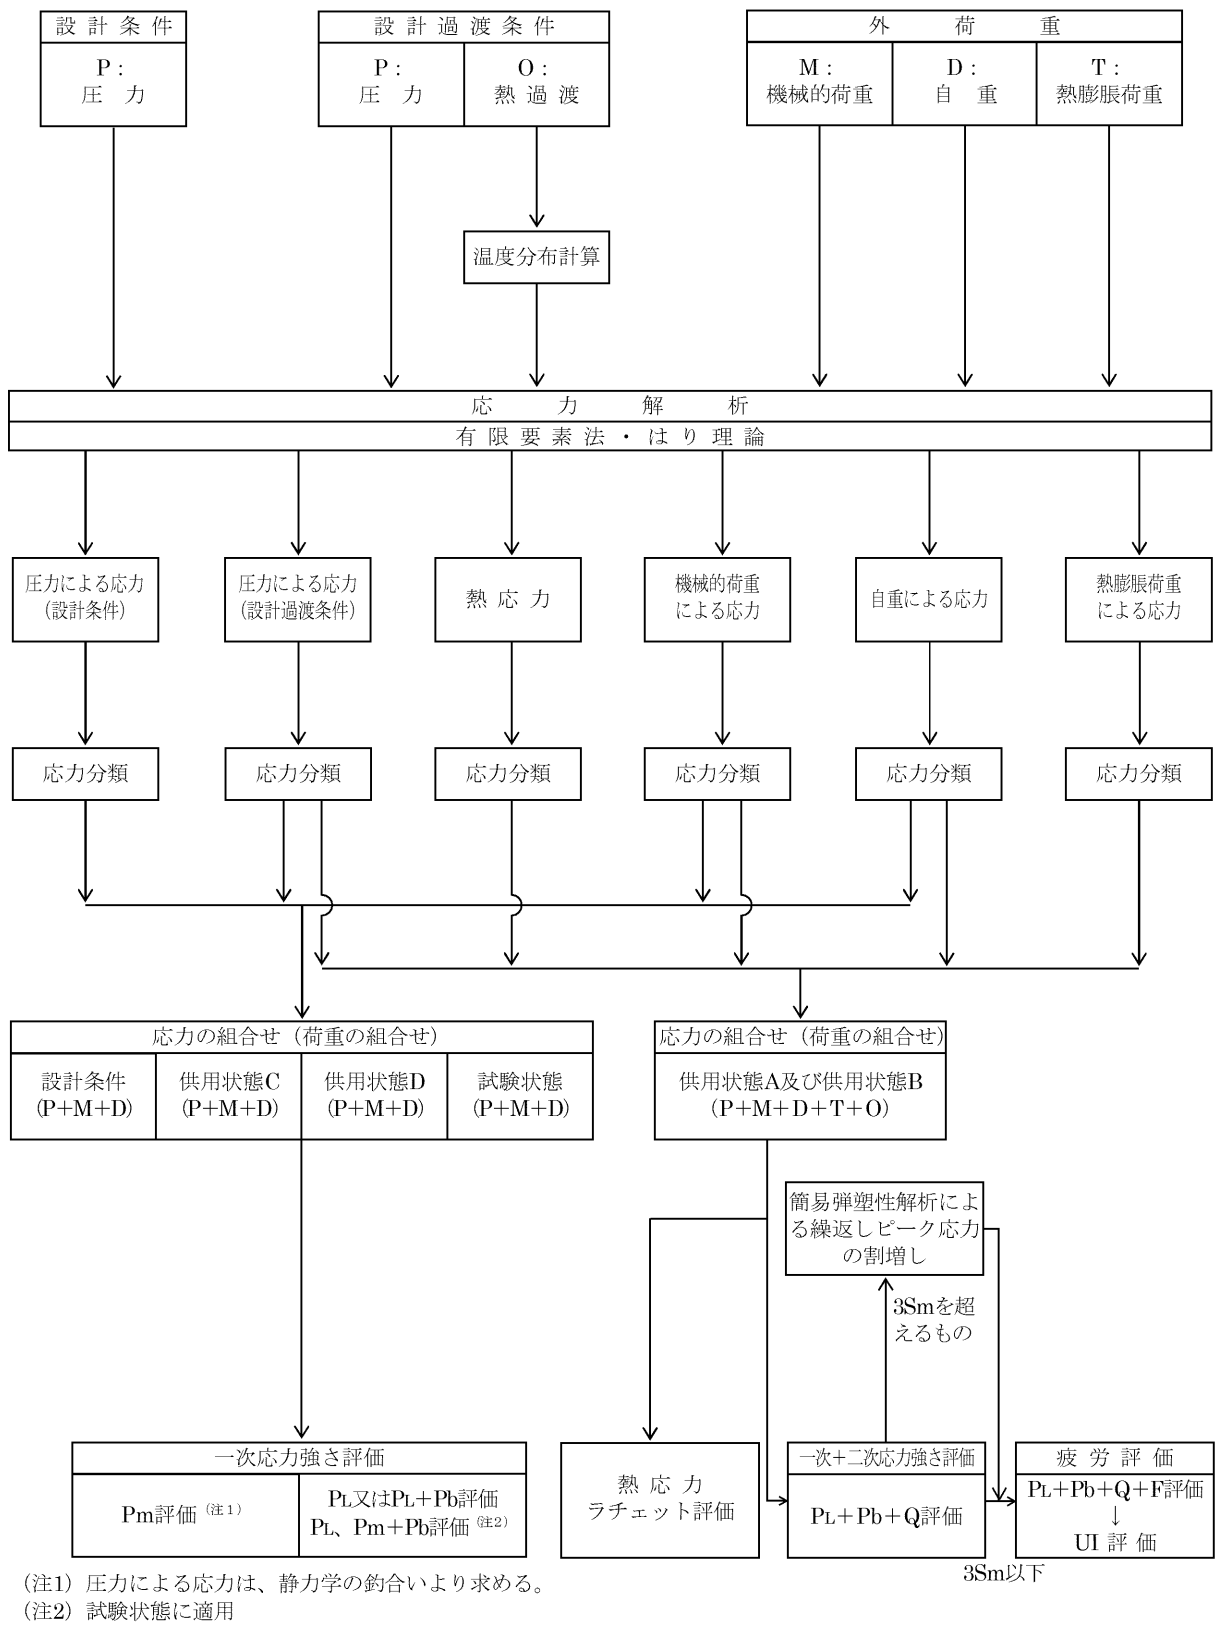 設計条件
P：
圧力
設計過渡条件
P：
圧力
O：
熱過渡
外荷重
M：
機械的荷重
D：
自重
T：
熱膨脹荷重
温度分布計算
応力解析
有限要素法・はり理論
圧力による応力
(設計条件)
圧力による応力
(設計過渡条件)
熱応力
機械的荷重
による応力
自重による応力
熱膨脹荷重
による応力
応力分類
応力分類
応力分類
応力分類
応力分類
応力分類
応力の組合せ（荷重の組合せ）
設計条件
(P+M+D)
供用状態C
(P+M+D)
供用状態D
(P+M+D)
試験状態
(P+M+D)
応力の組合せ（荷重の組合せ）
供用状態A及び供用状態B
（P+M+D+T+O）
簡易弾塑性解析によ
る繰返しピーク応力
の割増し
3Smを超
えるもの
一次応力強さ評価
Pm評価（注1）
PL又はPL+Pb評価
PL、Pm+Pb評価（注2）
熱応力
ラチェット評価
一次+二次応力強さ評価
PL+Pb+Q評価
疲労評価
PL+Pb+Q+F評価
↓
UI評価
3Sm以下
（注1）圧力による応力は、静力学的釣合いより求める。
（注2）試験状態に適用